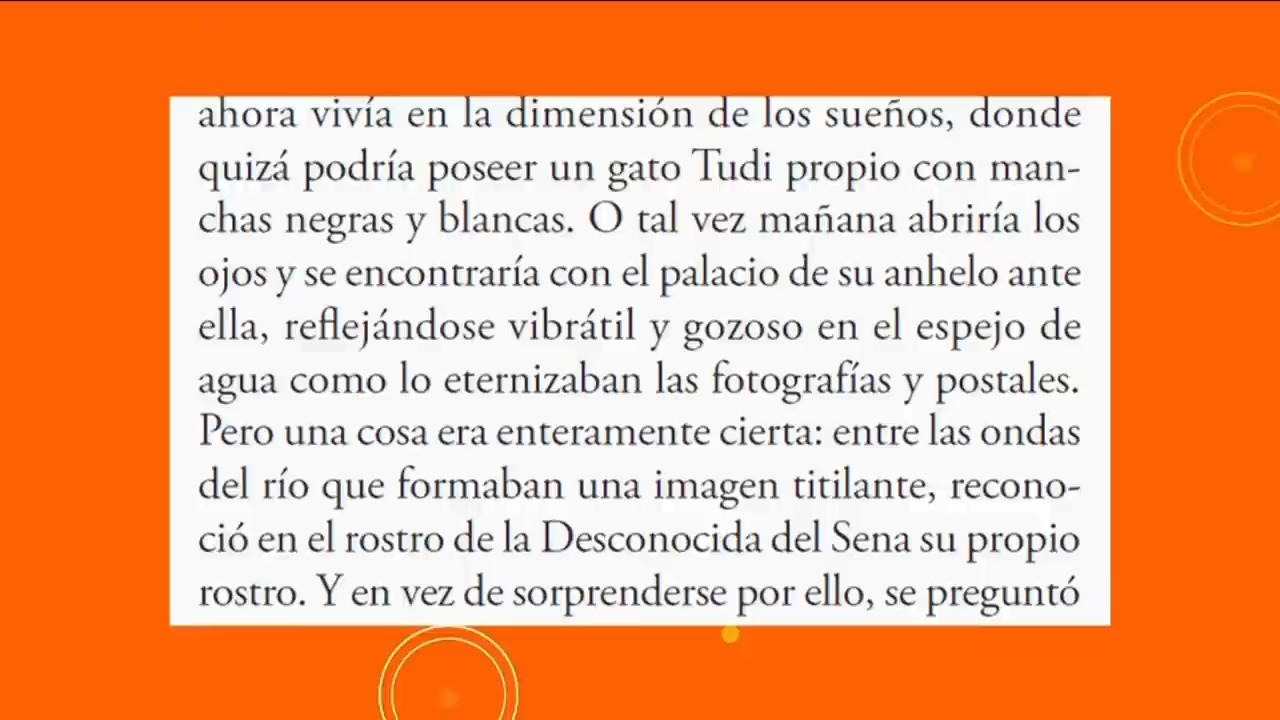 ahora vivía en la dimensión de los sueños, donde
quizá podría poseer un gato Tudi propio con man-
chas negras y blancas. O tal vez mañana abriría los
ojos y se encontraría con el palacio de su anhelo ante
ella, reflejándose vibrátil y gozoso en el espejo de
agua como lo eternizaban las fotografías y postales.
Pero una cosa era enteramente cierta: entre las ondas
del río que formaban una imagen titilante, recono-
ció en el rostro de la Desconocida del Sena su propio
rostro. Y en vez de sorprenderse por ello, se preguntó